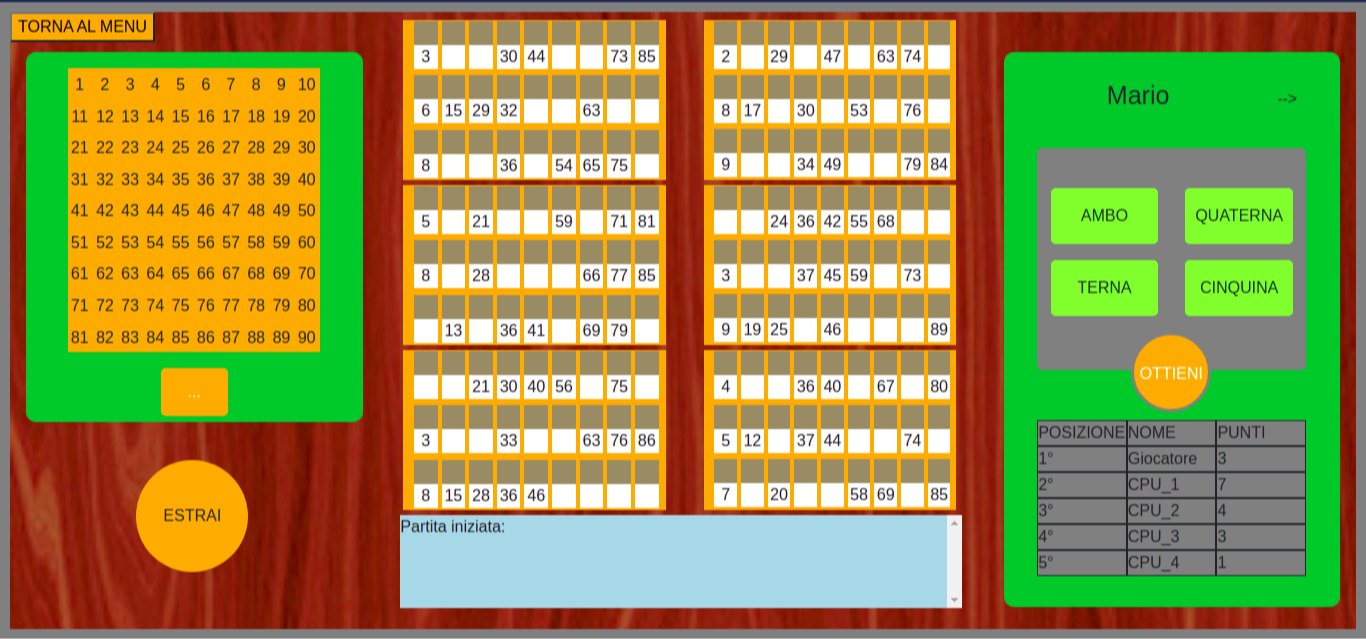 TORNA AL MENU
1 2 3 4 5 6 7 8 9 10
11 12 13 14 15 16 17 18 19 20
21 22 23 24 25 26 27 28 29 30
31 32 33 34 35 36 37 38 39 40
41 42 43 44 45 46 47 48 49 50
51 52 53 54 55 56 57 58 59 60
61 62 63 64 65 66 67 68 69 70
71 72 73 74 75 76 77 78 79 80
81 82 83 84 85 86 87 88 89 90
...
ESTRAI
3 30 44 73 85
6 15 29 32 63
8 36 54 65 75
5 21 59 71 81
8 28 66 77 85
13 36 41 69 79
21 30 40 56 75
3 33 63 76 86
8 15 28 36 46
2 29 47 63 74
8 17 30 53 76
9 34 49 79 84
24 36 42 55 68
3 37 45 59 73
9 19 25 46 89
4 36 40 67 80
5 12 37 44 74
7 20 58 69 85
Partita iniziata:
Mario -->
AMBO QUATERNA
TERNA CINQUINA
OTTIENI
POSIZIONE NOME PUNTI
1° Giocatore 3
2° CPU_1 7
3° CPU_2 4
4° CPU_3 3
5° CPU_4 1